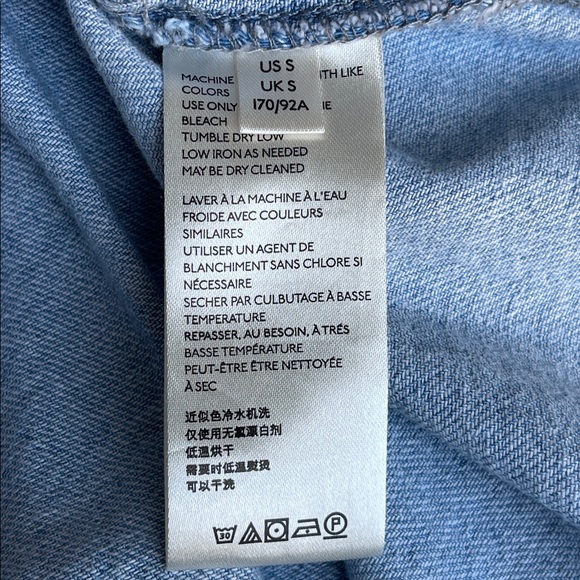 US S
UK S
170/92A
MACHINE TH LIKE
COLORS
USE ONLY NE
BLEACH
TUMBLE DRY LOW
LOW IRON AS NEEDED
MAY BE DRY CLEANED
LAVER À LA MACHINE À L'EAU
FROIDE AVEC COULEURS
SIMILAIRES
UTILISER UN AGENT DE
BLANCHIMENT SANS CHLORE SI
NÉCESSAIRE
SECHER PAR CULBUTAGE À BASSE
TEMPERATURE
REPASSER, AU BESOIN, À TRÉS
BASSE TEMPÉRATURE
PEUT-ÊTRE ÊTRE NETTOYÉE
À SEC
近似色冷水机洗
仅使用无氯漂白剂
低温烘干
需要时低温熨烫
可以干洗
30 P